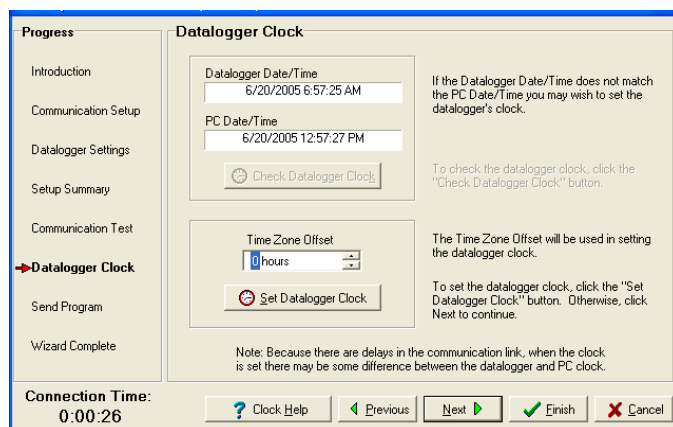 Progress
Introduction
Communication Setup
Datalogger Settings
Setup Summary
Communication Test
Datalogger Clock
Send Program
Wizard Complete
Datalogger Clock
Datalogger Date/Time
6/20/2005 6:57:25 AM
PC Date/Time
6/20/2005 12:57:27 PM
Check Datalogger Clock
If the Datalogger Date/Time does not match
the PC Date/Time you may wish to set the
datalogger's clock.
To check the datalogger clock, click the
"Check Datalogger Clock" button.
Time Zone Offset
0 hours
Set Datalogger Clock
The Time Zone Offset will be used in setting
the datalogger clock.
To set the datalogger clock, click the "Set
Datalogger Clock" button. Otherwise, click
Next to continue.
Note: Because there are delays in the communication link, when the clock
is set there may be some difference between the datalogger and PC clock.
Connection Time:
0:00:26
? Clock Help
Previous
Next
Finish
Cancel